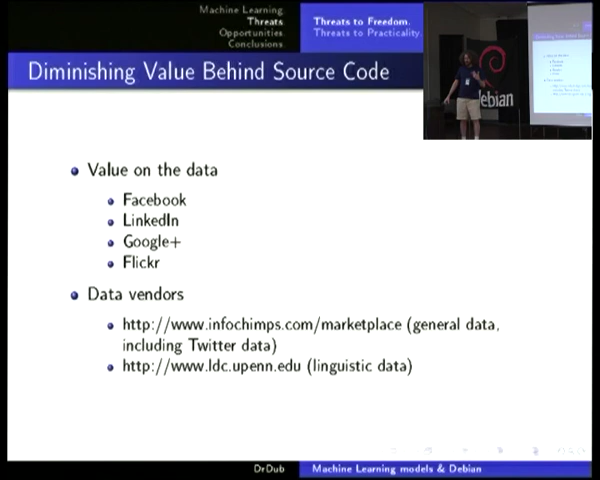 Machine Learning
Threats
Opportunities
Conclusions
Threats to Freedom.
Threats to Practicality.
Diminishing Value Behind Source Code
debian
Value on the data
Facebook
LinkedIn
Google+
Flickr
Data vendors
http://www.infochimps.com/marketplace (general data,
including Twitter data)
http://www.ldc.upenn.edu (linguistic data)
DrDub
Machine Learning models & Debian